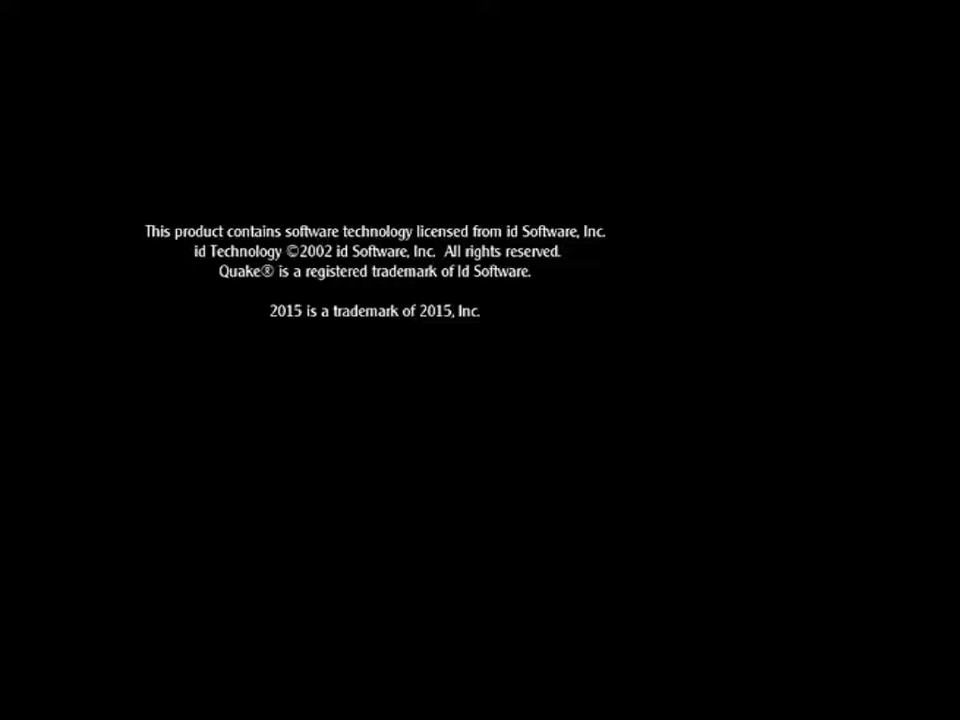 This product contains software technology licensed from id Software, Inc.
id Technology ©2002 id Software, Inc.  All rights reserved.
Quake® is a registered trademark of Id Software.
2015 is a trademark of 2015, Inc.